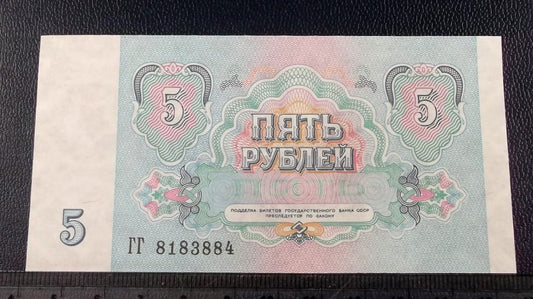 5
5
ПЯТЬ
РУБЛЕЙ
ПОДДЕЛКА БИЛЕТОВ ГОСУДАРСТВЕННОГО БАНКА СССР
ПРЕСЛЕДУЕТСЯ ПО ЗАКОНУ
5
ГГ 8183884